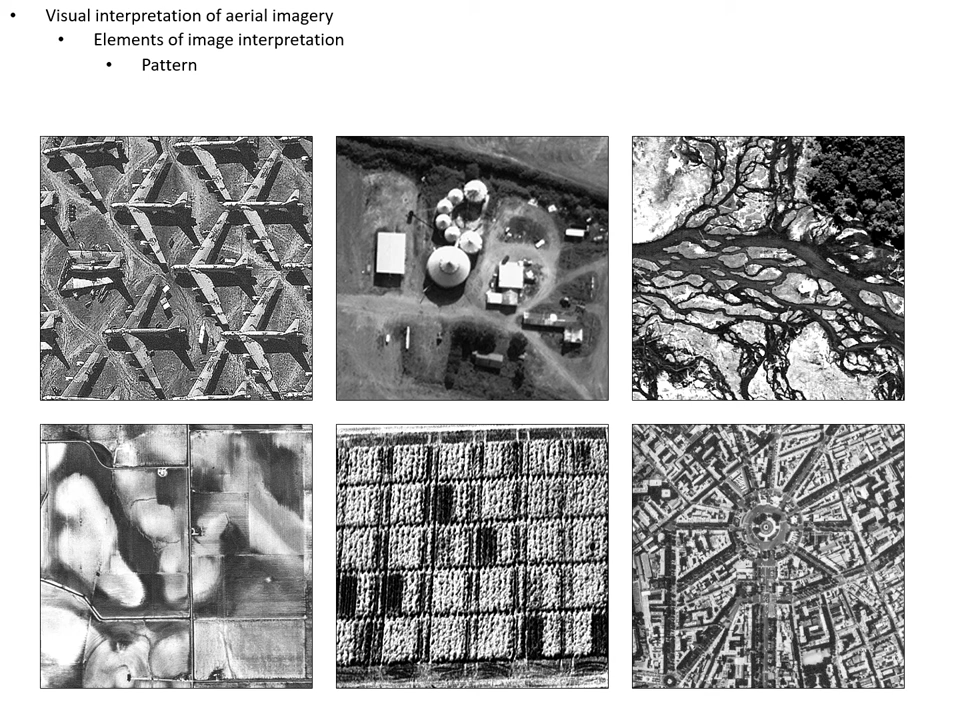 Visual interpretation of aerial imagery
Elements of image interpretation
Pattern